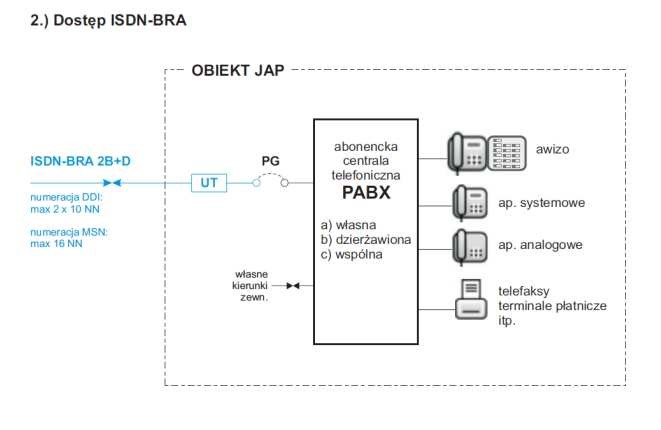 2.) Dostęp ISDN-BRA
OBIEKT JAP
ISDN-BRA 2B+D
numeracja DDI:
max 2 x 10 NN
numeracja MSN:
max 16 NN
UT
PG
własne
kierunki
zewn.
abonencka
centrala
telefoniczna
PABX
a) własna
b) dzierżawiona
c) wspólna
awizo
ap. systemowe
ap. analogowe
telefaksy
terminale płatnicze
itp.